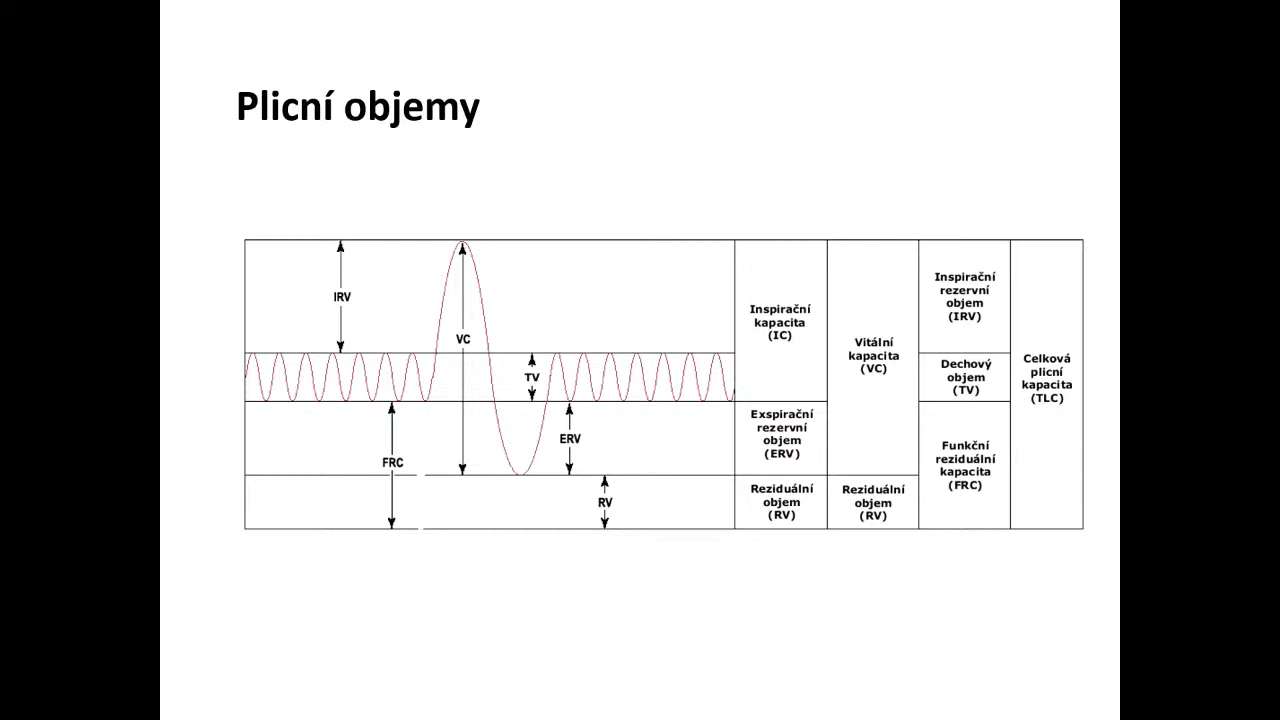 Plicní objemy
IRV
VC
TV
ERV
FRC
RV
Inspirační
kapacita
(IC)
Exspirační
rezervní
objem
(ERV)
Reziduální
objem
(RV)
Vitální
kapacita
(VC)
Reziduální
objem
(RV)
Inspirační
rezervní
objem
(IRV)
Dechový
objem
(TV)
Funkční
reziduální
kapacita
(FRC)
Celková
plicní
kapacita
(TLC)